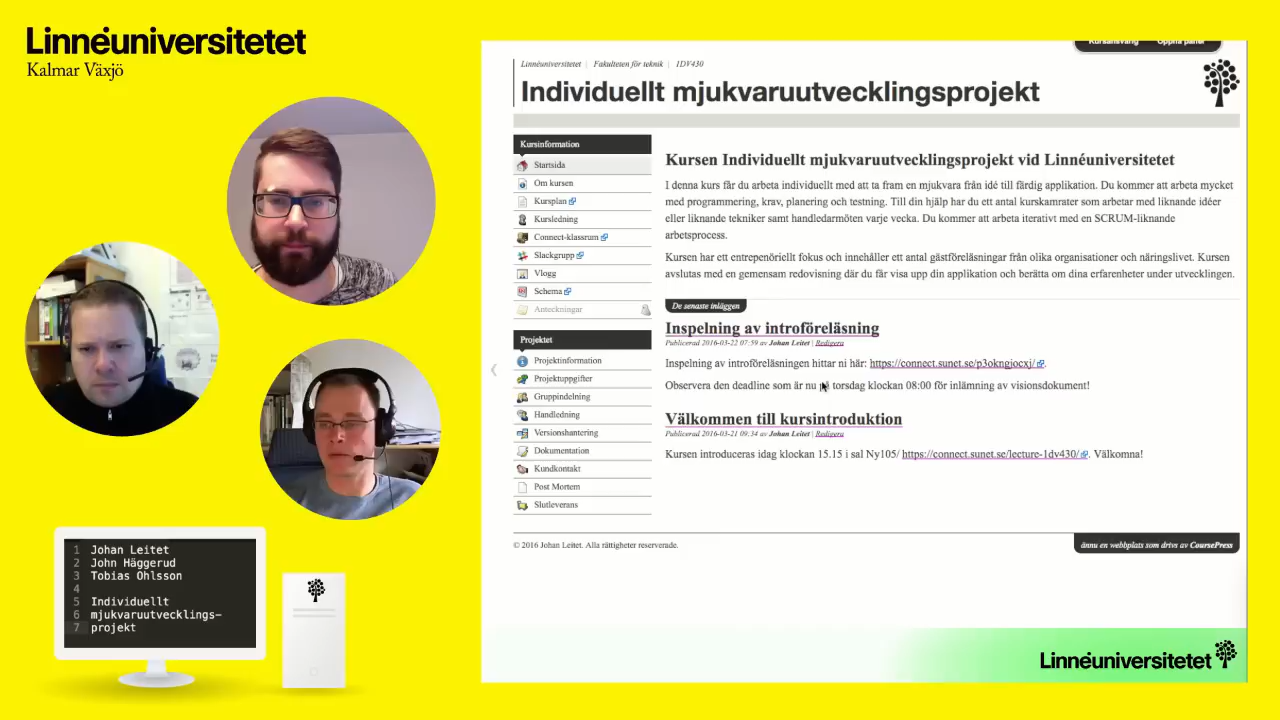 Linnéuniversitetet
Kalmar Växjö
1 Johan Leitet
2 John Häggerud
3 Tobias Ohlsson
4
5 Individuellt
6 mjukvaruutvecklings-
7 projekt
Linnéuniversitetet | Fakulteten för teknik | 1DV430
Individuellt mjukvaruutvecklingsprojekt
Kursinformation
Startsida
Om kursen
Kursplan
Kursledning
Connect-klassrum
Slackgrupp
Vlogg
Schema
Anteckningar
Projektet
Projektinformation
Projektuppgifter
Gruppindelning
Handledning
Versionshantering
Dokumentation
Kundkontakt
Post Mortem
Slutleverans
Kursen Individuellt mjukvaruutvecklingsprojekt vid Linnéuniversitetet
I denna kurs får du arbeta individuellt med att ta fram en mjukvara från idé till färdig applikation. Du kommer att arbeta mycket
med programmering, krav, planering och testning. Till din hjälp har du ett antal kurskamrater som arbetar med liknande idéer
eller liknande tekniker samt handledarmöten varje vecka. Du kommer att arbeta iterativt med en SCRUM-liknande
arbetsprocess.
Kursen har ett entrepenöriellt fokus och innehåller ett antal gästföreläsningar från olika organisationer och näringslivet. Kursen
avslutas med en gemensam redovisning där du får visa upp din applikation och berätta om dina erfarenheter under utvecklingen.
De senaste inläggen
Inspelning av introföreläsning
Publicerad 2016-03-22 07:59 av Johan Leitet | Redigera
Inspelning av introföreläsningen hittar ni här: https://connect.sunet.se/p3okngjocxj/.
Observera den deadline som är nu på torsdag klockan 08:00 för inlämning av visionsdokument!
Välkommen till kursintroduktion
Publicerad 2016-03-21 09:34 av Johan Leitet | Redigera
Kursen introduceras idag klockan 15.15 i sal Ny105/ https://connect.sunet.se/lecture-1dv430/. Välkomna!
© 2016 Johan Leitet. Alla rättigheter reserverade.
ännu en webbplats som drivs av CoursePress
Linnéuniversitetet